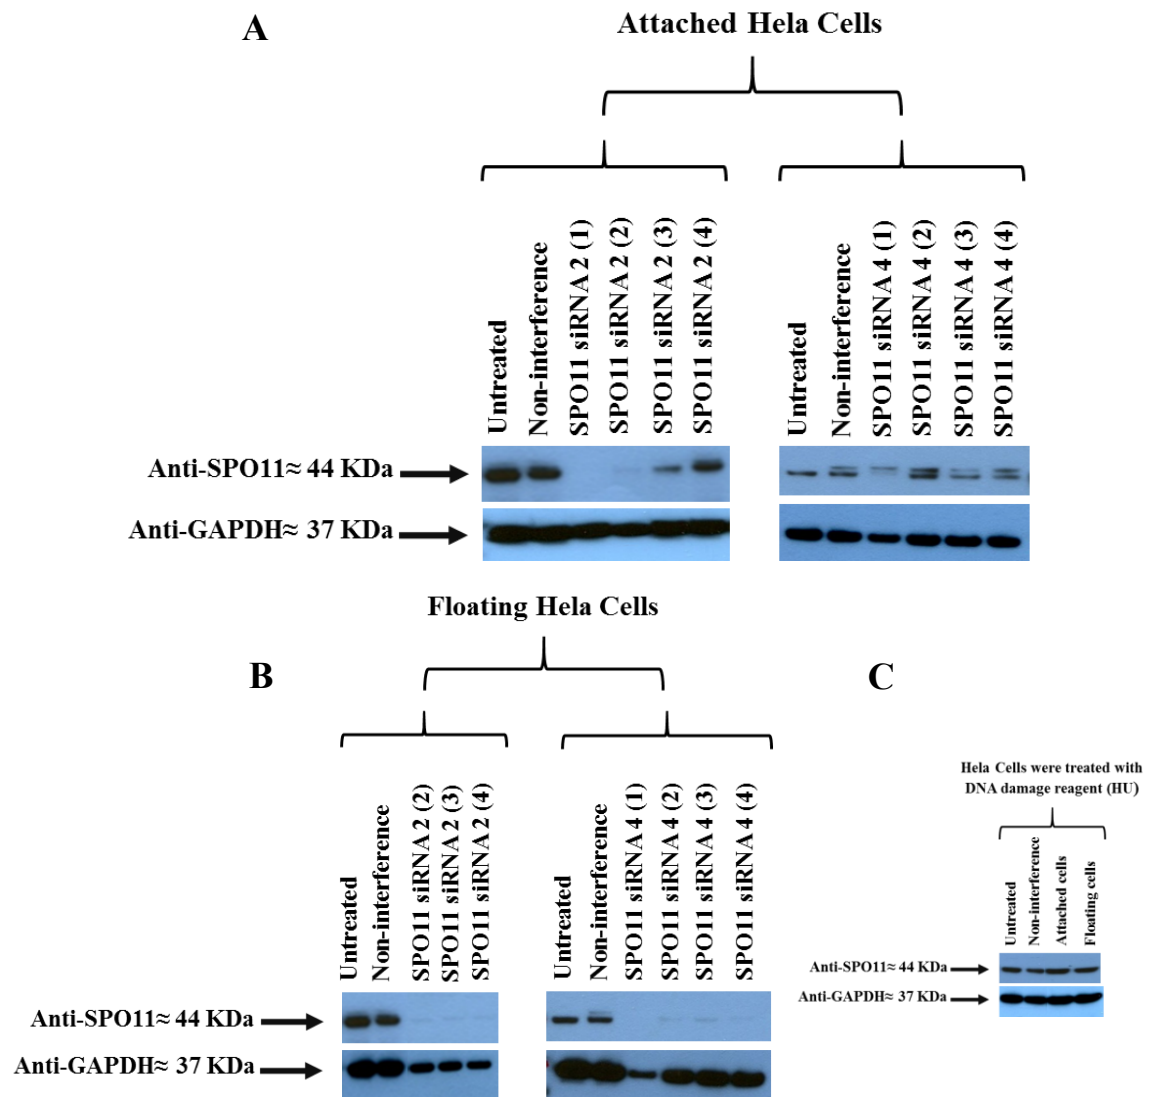 A
Attached Hela Cells
Untreated
Non-interference
SPO11 siRNA 2 (1)
SPO11 siRNA 2 (2)
SPO11 siRNA 2 (3)
SPO11 siRNA 2 (4)
Untreated
Non-interference
SPO11 siRNA 4 (1)
SPO11 siRNA 4 (2)
SPO11 siRNA 4 (3)
SPO11 siRNA 4 (4)
Anti-SPO11≈ 44 KDa
Anti-GAPDH≈ 37 KDa
Floating Hela Cells
B
Untreated
Non-interference
SPO11 siRNA 2 (2)
SPO11 siRNA 2 (3)
SPO11 siRNA 2 (4)
Untreated
Non-interference
SPO11 siRNA 4 (1)
SPO11 siRNA 4 (2)
SPO11 siRNA 4 (3)
SPO11 siRNA 4 (4)
Anti-SPO11≈ 44 KDa
Anti-GAPDH≈ 37 KDa
C
Hela Cells were treated with
DNA damage reagent (HU)
Untreated
Non-interference
Attached cells
Floating cells
Anti-SPO11≈ 44 KDa
Anti-GAPDH≈ 37 KDa